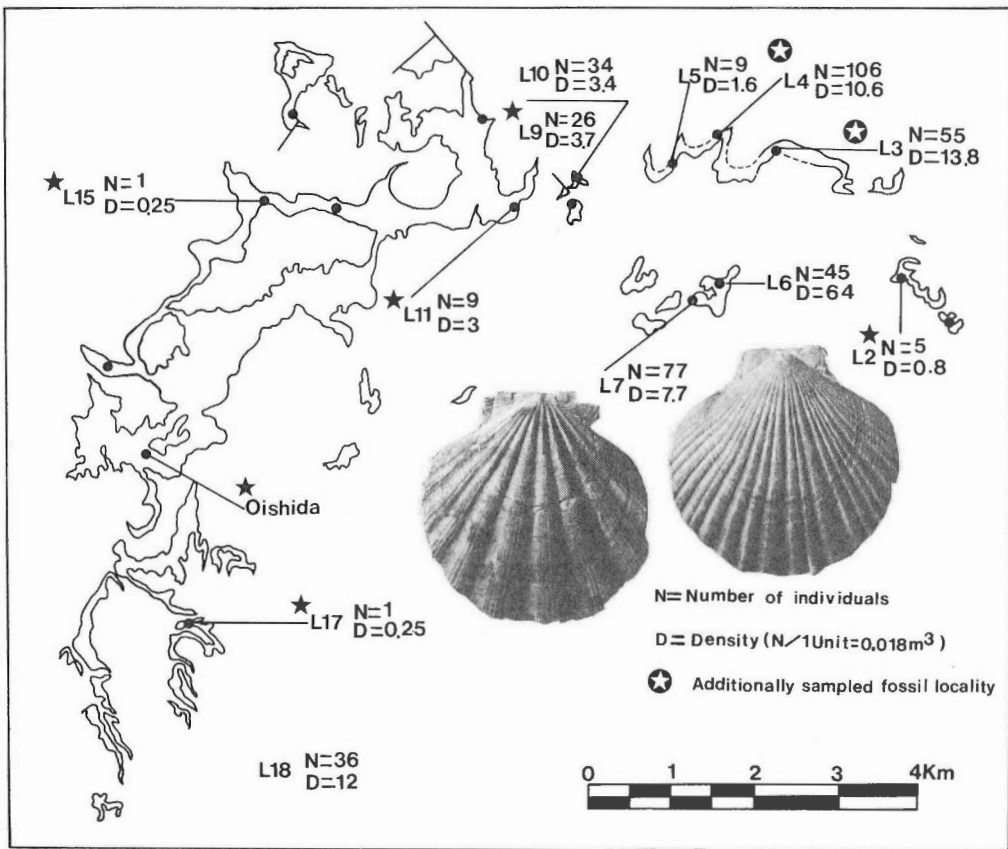 L10 N=34
D=3.4
L9 N=26
D=3.7
L5 N=9
D=1.6
L4 N=106
D=10.6
L3 N=55
D=13.8
L15 N=1
D=0.25
L11 N=9
D=3
L6 N=45
D=64
L2 N=5
D=0.8
L7 N=77
D=7.7
Oishida
L17 N=1
D=0.25
N=Number of individuals
D=Density (N/1Unit=0.018m³)
Additionally sampled fossil locality
L18 N=36
D=12
0 1 2 3 4Km